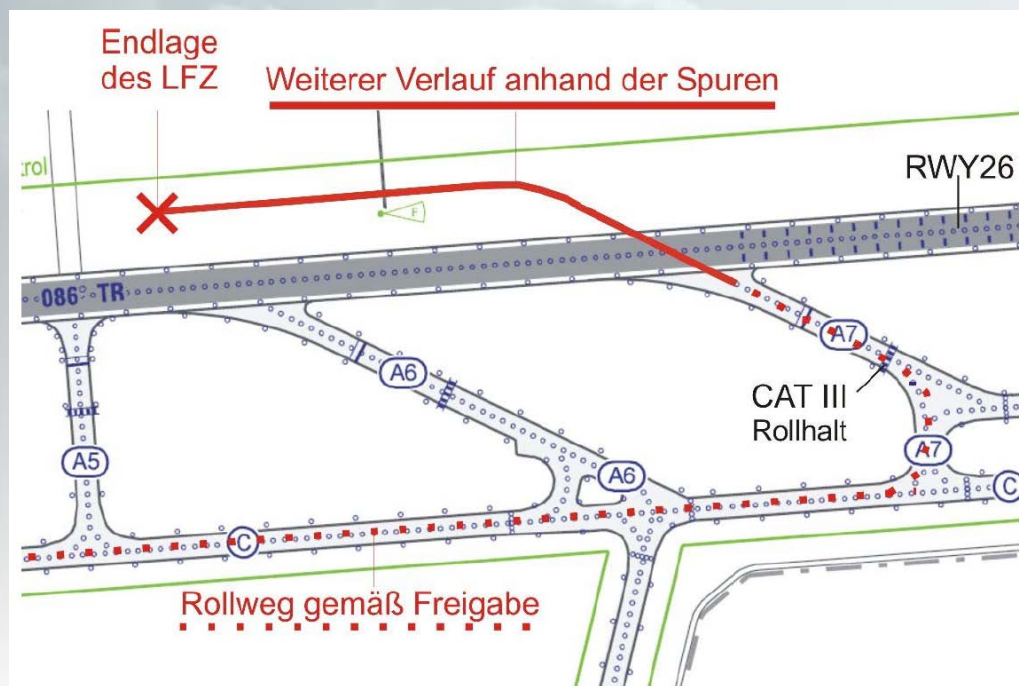 Endlage
des LFZ
Weiterer Verlauf anhand der Spuren
trol
RWY26
F
086° TR
A7
A6
CAT III
Rollhalt
A5
A6
A7
C
C
Rollweg gemäß Freigabe